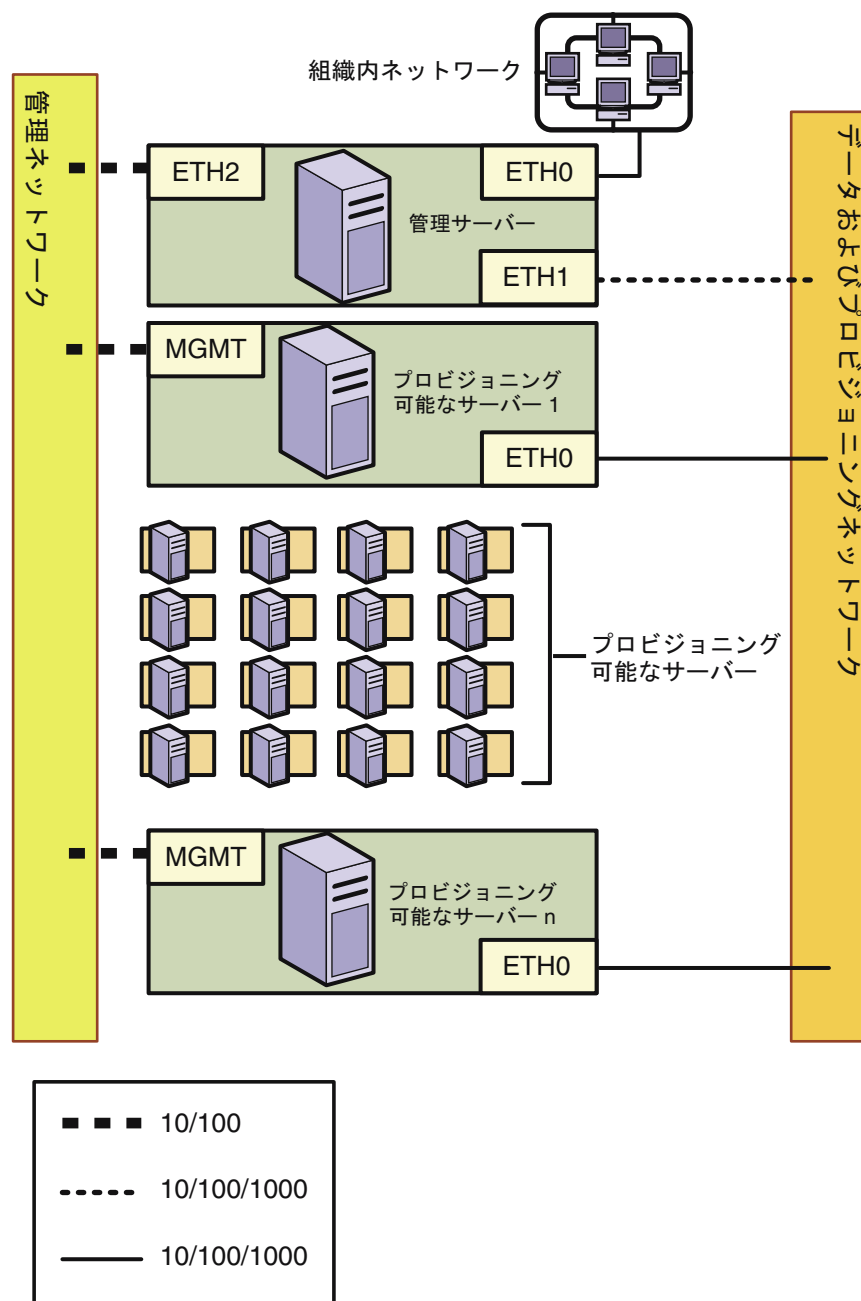 組織内ネットワーク
管理ネットワーク
データおよびプロビジョニングネットワーク
ETH2
ETH0
管理サーバー
ETH1
MGMT
プロビジョニング
可能なサーバー 1
ETH0
プロビジョニング
可能なサーバー
MGMT
プロビジョニング
可能なサーバー n
ETH0
10/100
10/100/1000
10/100/1000